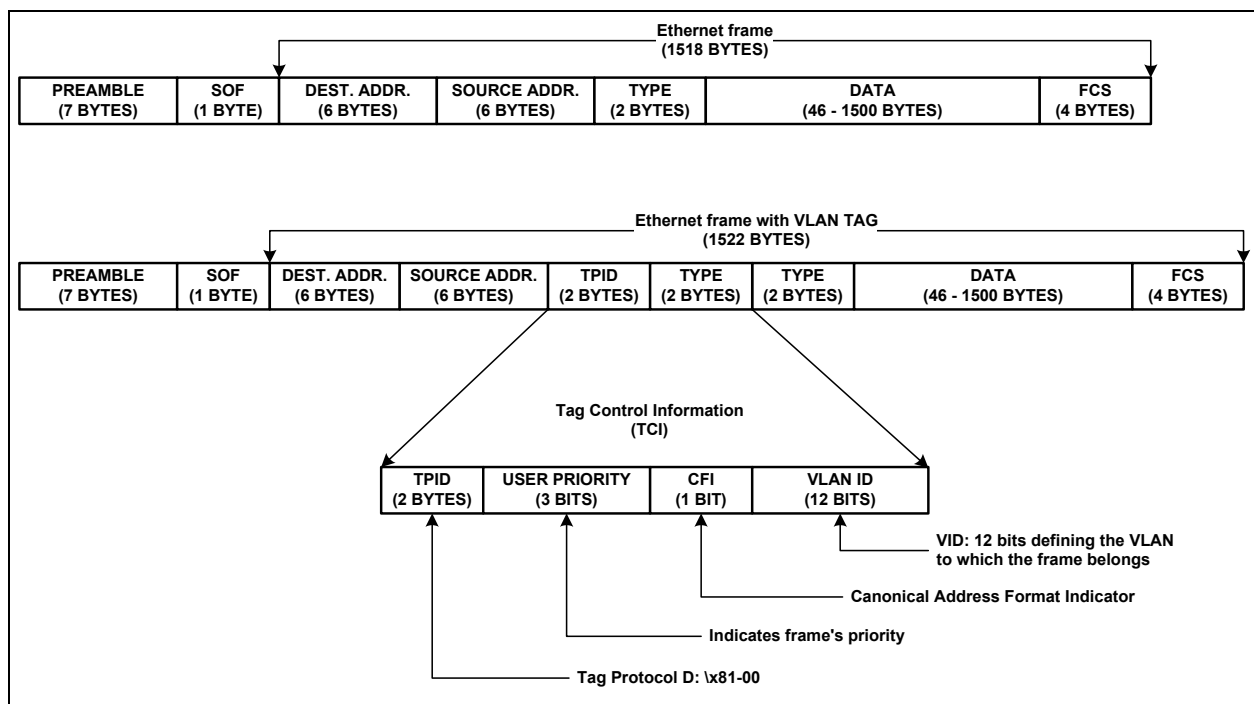 Ethernet frame
(1518 BYTES)
PREAMBLE
(7 BYTES)
SOF
(1 BYTE)
DEST. ADDR.
(6 BYTES)
SOURCE ADDR.
(6 BYTES)
TYPE
(2 BYTES)
DATA
(46 - 1500 BYTES)
FCS
(4 BYTES)
Ethernet frame with VLAN TAG
(1522 BYTES)
PREAMBLE
(7 BYTES)
SOF
(1 BYTE)
DEST. ADDR.
(6 BYTES)
SOURCE ADDR.
(6 BYTES)
TPID
(2 BYTES)
TYPE
(2 BYTES)
TYPE
(2 BYTES)
DATA
(46 - 1500 BYTES)
FCS
(4 BYTES)
Tag Control Information
(TCI)
TPID
(2 BYTES)
USER PRIORITY
(3 BITS)
CFI
(1 BIT)
VLAN ID
(12 BITS)
VID: 12 bits defining the VLAN
to which the frame belongs
Canonical Address Format Indicator
Indicates frame's priority
Tag Protocol D: \x81-00